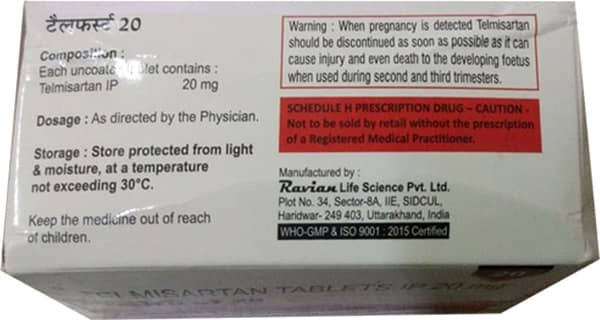 टैलफर्स्ट 20
Composition :
Each uncoated tablet contains :
Telmisartan IP 20 mg
Dosage : As directed by the Physician.
Storage : Store protected from light
& moisture, at a temperature
not exceeding 30°C.
Keep the medicine out of reach
of children.
Warning : When pregnancy is detected Telmisartan
should be discontinued as soon as possible as it can
cause injury and even death to the developing foetus
when used during second and third trimesters.
SCHEDULE H PRESCRIPTION DRUG – CAUTION -
Not to be sold by retail without the prescription
of a Registered Medical Practitioner.
Manufactured by :
Ravian Life Science Pvt. Ltd.
Plot No. 34, Sector-8A, IIE, SIDCUL,
Haridwar- 249 403, Uttarakhand, India
WHO-GMP & ISO 9001 : 2015 Certified
TELMISARTAN TABLETS IP 20 mg